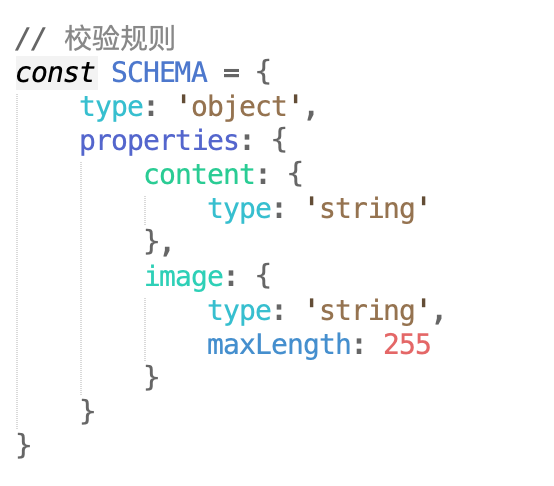 // 校验规则
const SCHEMA = {
    type: 'object',
    properties: {
        content: {
            type: 'string'
        },
        image: {
            type: 'string',
            maxLength: 255
        }
    }
}